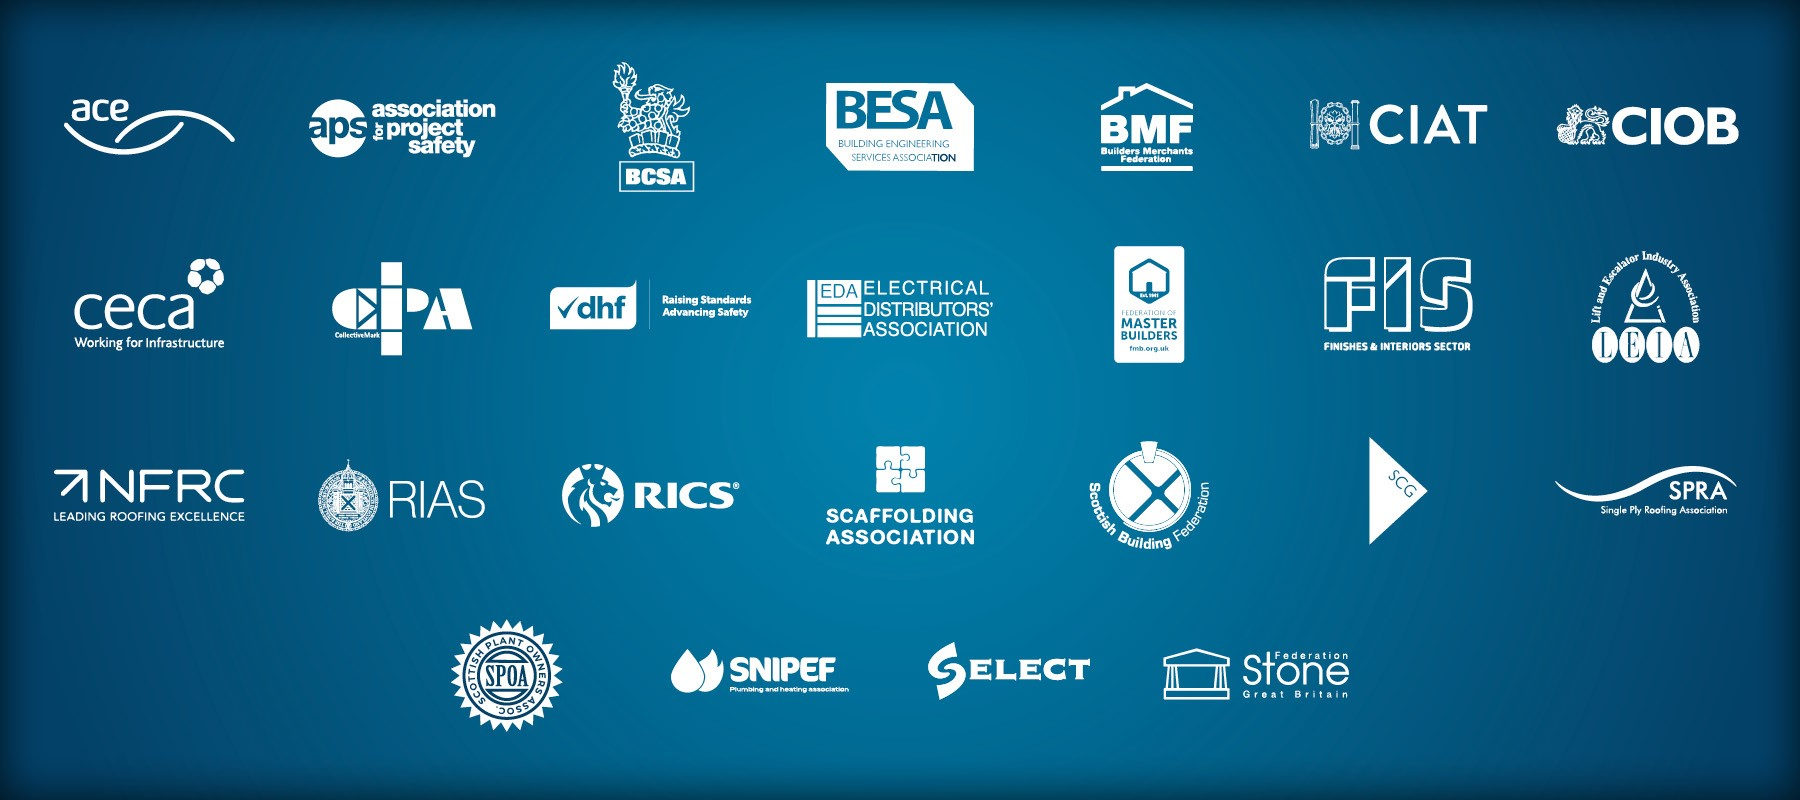 ace
aps association
for project
safety
BCSA
BESA
BUILDING ENGINEERING
SERVICES ASSOCIATION
BMF
Builders Merchants
Federation
CIAT
CIOB
ceca
Working for Infrastructure
CPA
CollectiveMark
dhf
Raising Standards
Advancing Safety
EDA ELECTRICAL
DISTRIBUTORS'
ASSOCIATION
Est. 1941
FEDERATION OF
MASTER
BUILDERS
fmb.org.uk
FIS
FINISHES & INTERIORS SECTOR
Lift and Escalator Industry Association
LEIA
NFRC
LEADING ROOFING EXCELLENCE
RIAS
RICS®
SCAFFOLDING
ASSOCIATION
Scottish Building Federation
SCG
SPRA
Single Ply Roofing Association
SCOTTISH PLANT OWNERS ASSOC.
SPOA
SNIPEF
Plumbing and heating association
SELECT
Federation
Stone
Great Britain